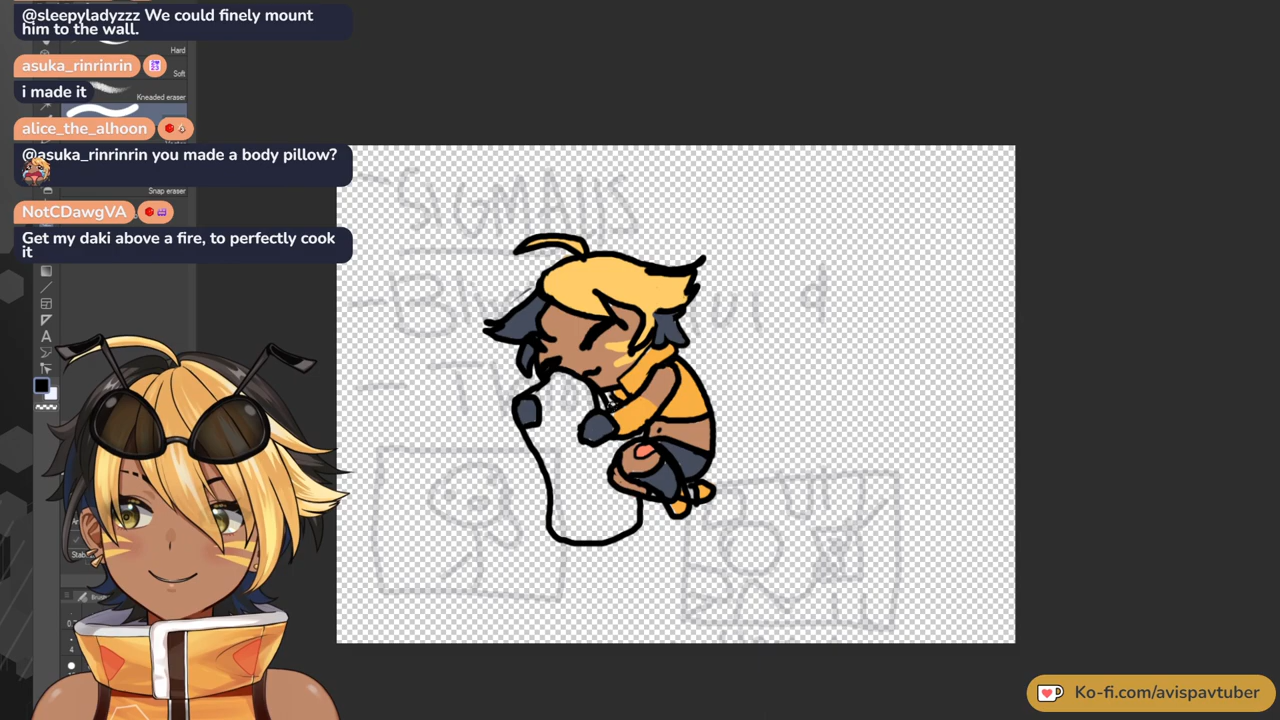 @sleepyladyzzz We could finely mount
him to the wall.
Hard
asuka_rinrinrin
Soft
i made it
Kneaded eraser
alice_the_alhoon
@asuka_rinrinrin you made a body pillow?
Snap eraser
NotCDawgVA
Get my daki above a fire, to perfectly cook
it
Ko-fi.com/avispavtuber